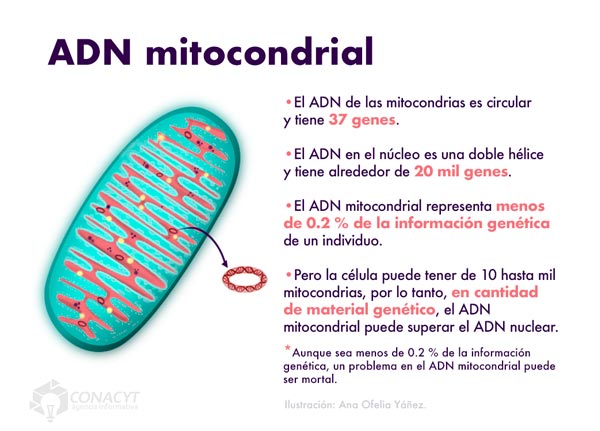 ADN mitocondrial
•El ADN de las mitocondrias es circular
y tiene 37 genes.
•El ADN en el núcleo es una doble hélice
y tiene alrededor de 20 mil genes.
•El ADN mitocondrial representa menos
de 0.2 % de la información genética
de un individuo.
•Pero la célula puede tener de 10 hasta mil
mitocondrias, por lo tanto, en cantidad
de material genético, el ADN
mitocondrial puede superar el ADN nuclear.
*Aunque sea menos de 0.2 % de la información
genética, un problema en el ADN mitocondrial puede
ser mortal.
Ilustración: Ana Ofelia Yáñez.
CONACYT
agencia informativa